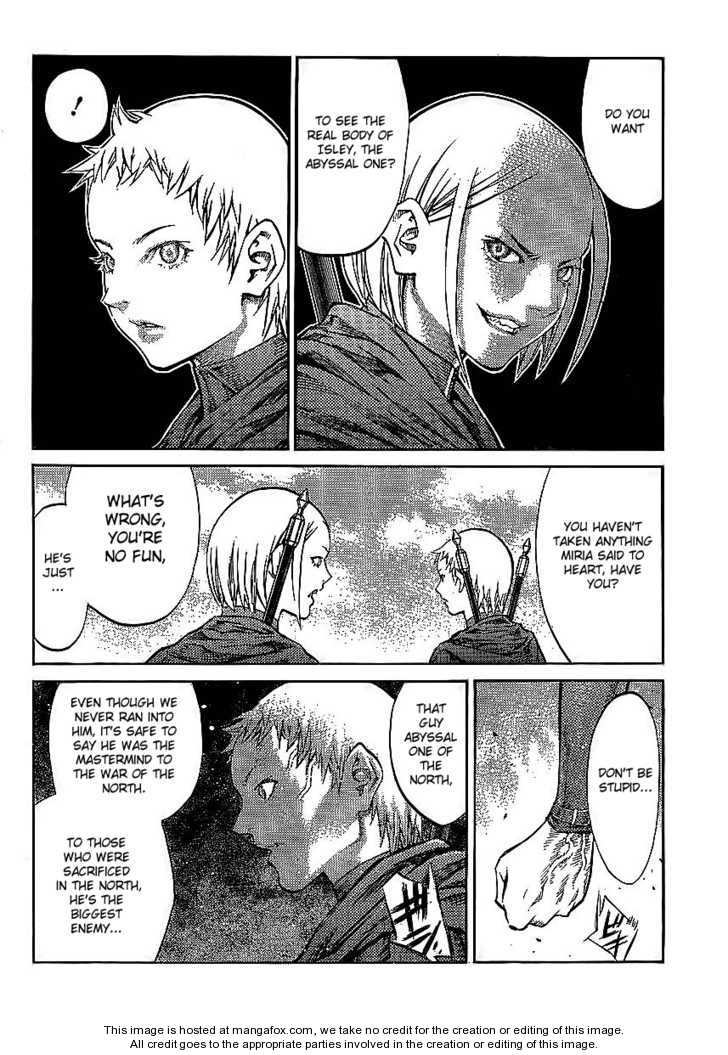 DO YOU
WANT
TO SEE THE
REAL BODY OF
ISLEY, THE
ABYSSAL ONE?
!
YOU HAVEN'T
TAKEN ANYTHING
MIRIA SAID TO
HEART, HAVE
YOU?
WHAT'S
WRONG,
YOU'RE
NO FUN,
HE'S
JUST
...
DON'T BE
STUPID...
THAT
GUY
ABYSSAL
ONE OF
THE
NORTH,
EVEN THOUGH WE
NEVER RAN INTO
HIM, IT'S SAFE TO
SAY HE WAS THE
MASTERMIND TO
THE WAR OF THE
NORTH.
TO THOSE
WHO WERE
SACRIFICED
IN THE NORTH,
HE'S THE
BIGGEST
ENEMY...
This image is hosted at mangafox.com, we take no credit for the creation or editing of this image.
All credit goes to the appropriate parties involved in the creation or editing of this image.